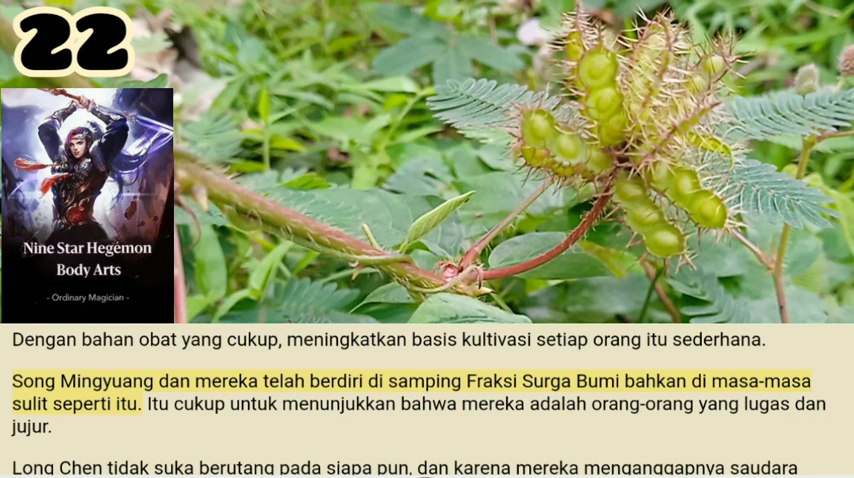 22
Nine Star Hegemon
Body Arts
- Ordinary Magician -
Dengan bahan obat yang cukup, meningkatkan basis kultivasi setiap orang itu sederhana.
Song Mingyuang dan mereka telah berdiri di samping Fraksi Surga Bumi bahkan di masa-masa
sulit seperti itu. Itu cukup untuk menunjukkan bahwa mereka adalah orang-orang yang lugas dan
jujur.
Long Chen tidak suka berutang pada siapa pun, dan karena mereka menganggapnya saudara